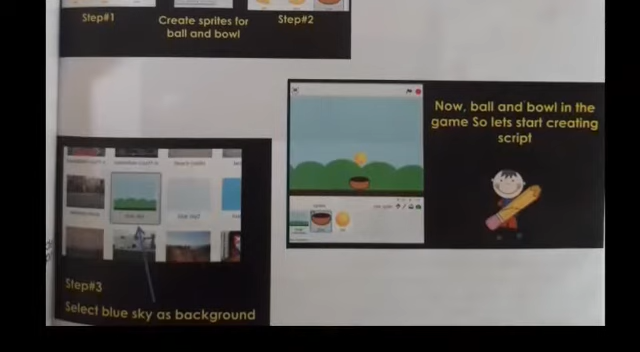 Step#1
Create sprites for
ball and bowl
Step#2
Now, ball and bowl in the
game So lets start creating
script
Step#3
Select blue sky as background